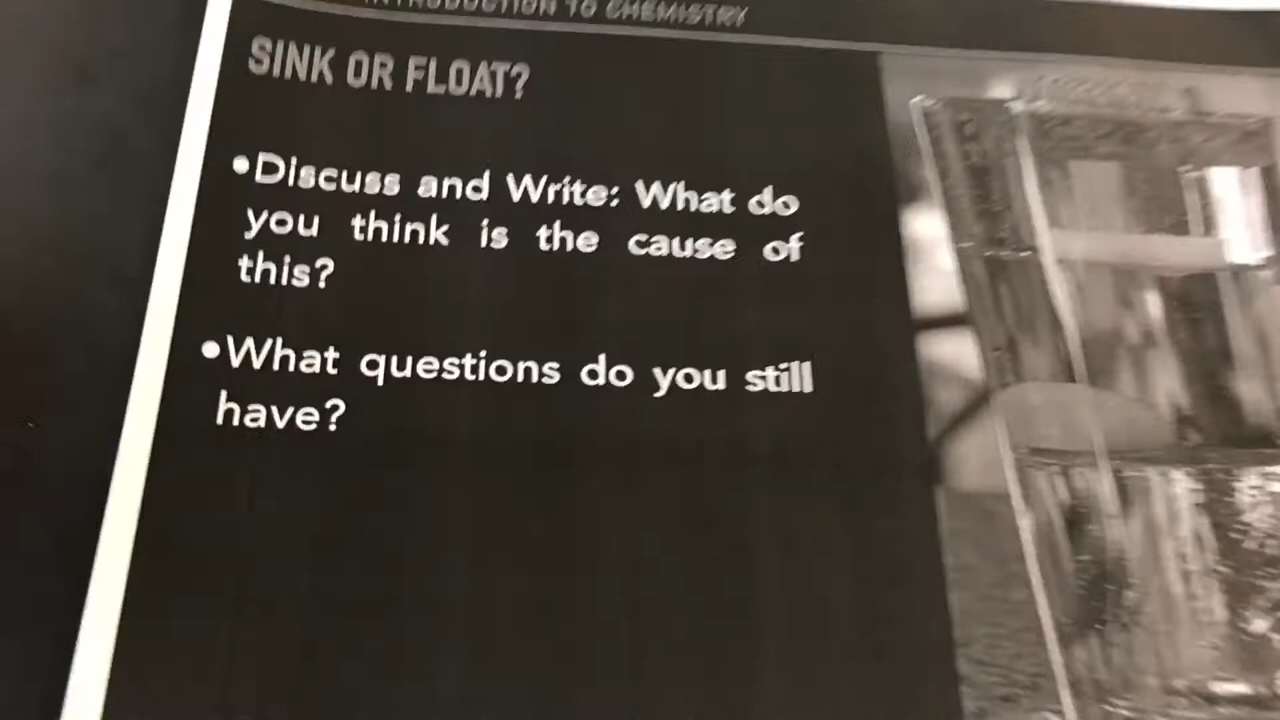 INTRODUCTION TO CHEMISTRY
SINK OR FLOAT?
•Discuss and Write: What do
you think is the cause of
this?
•What questions do you still
have?